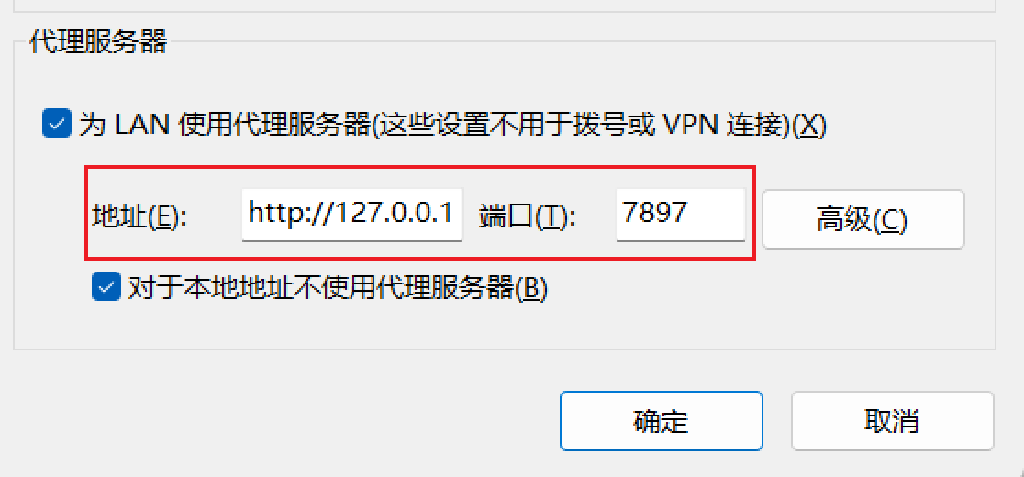 代理服务器
为 LAN 使用代理服务器(这些设置不用于拨号或 VPN 连接)(X)
地址(E): http://127.0.0.1 端口(T): 7897 高级(C)
对于本地地址不使用代理服务器(B)
确定 取消